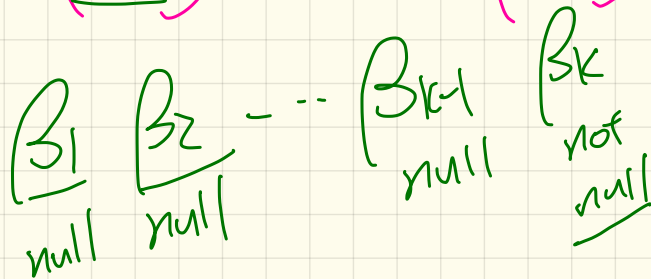 β1 β2 - - - - βk-1 βk
null null null not
null